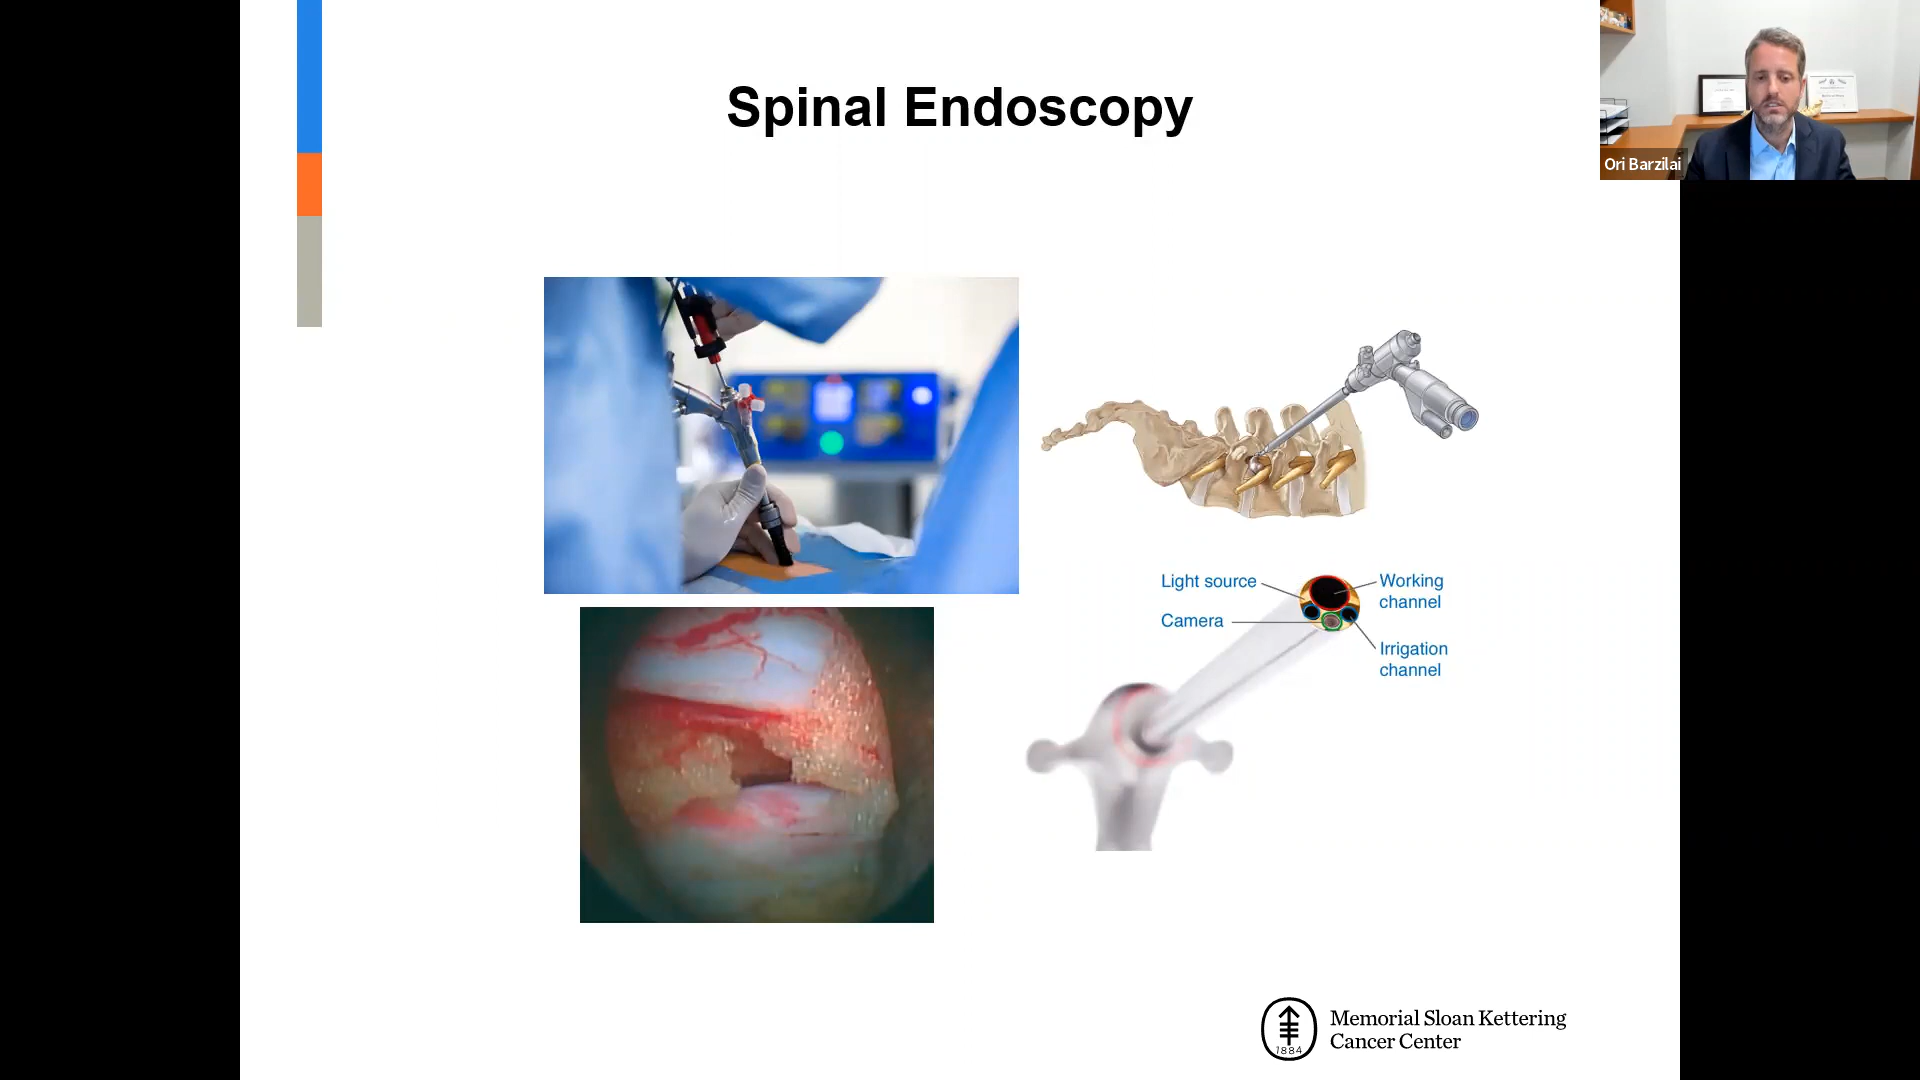 Spinal Endoscopy
Ori Barzilai
Light source
Working
channel
Camera
Irrigation
channel
1884
Memorial Sloan Kettering
Cancer Center